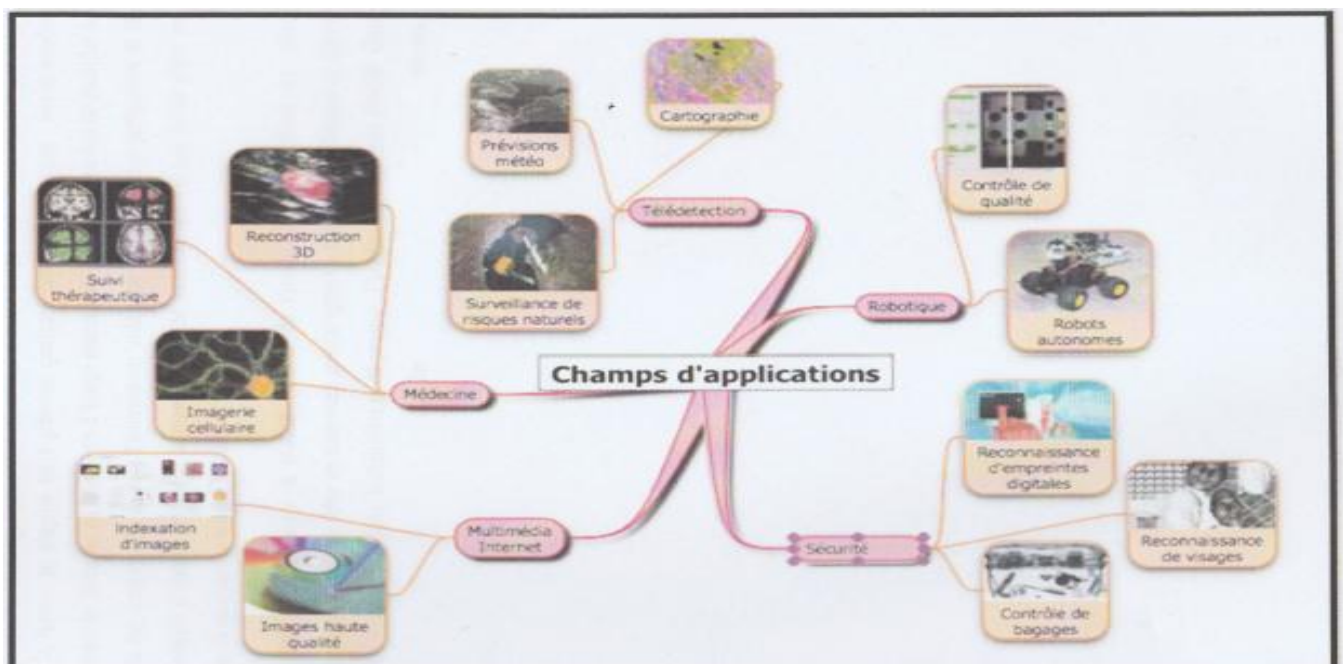 Cartographie
Prévisions
météo
Télédetection
Contrôle de
qualité
Reconstruction
3D
Suivi
thérapeutique
Surveillance de
risques naturels
Robotique
Robots
autonomes
Champs d'applications
Médecine
Imagerie
cellulaire
Reconnaissance
d'empreintes
digitales
Indexation
d'images
Multimédia
Internet
Sécurité
Reconnaissance
de visages
Images haute
qualité
Contrôle de
bagages